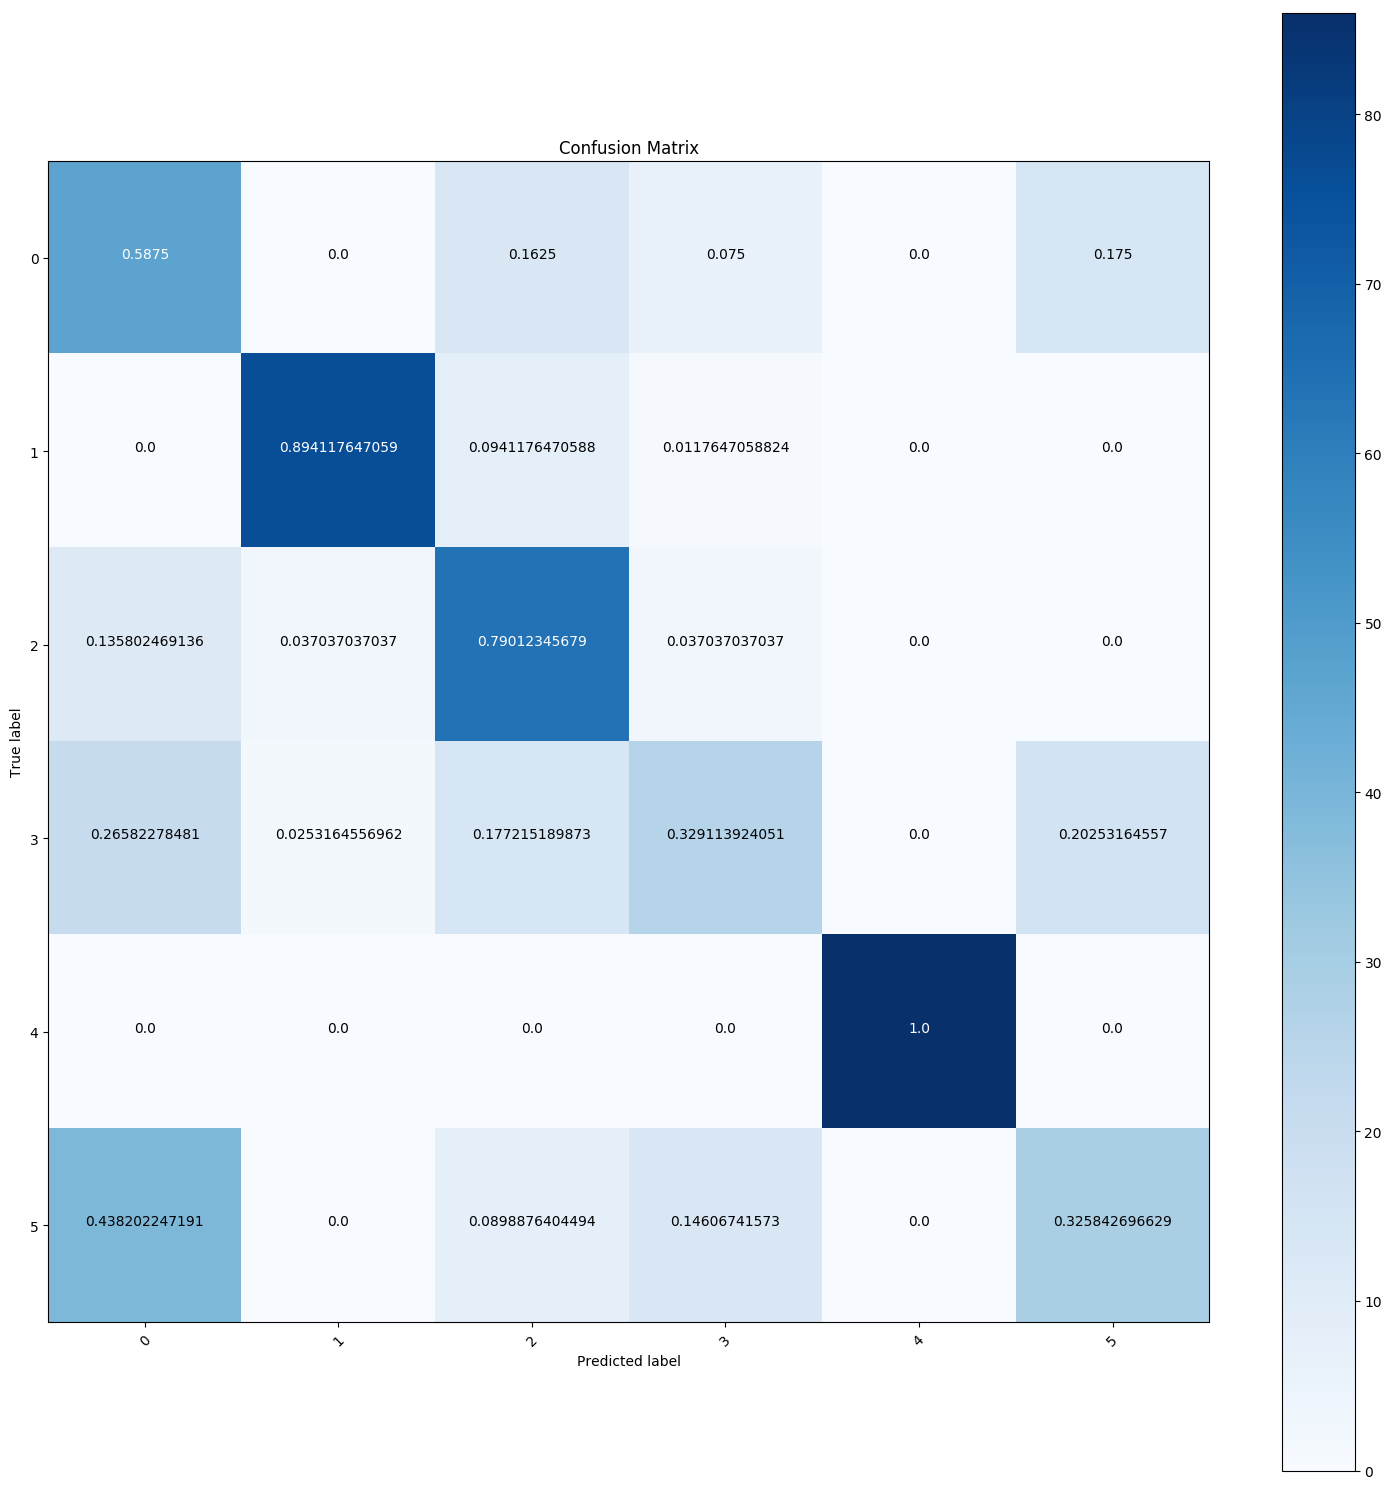 Confusion Matrix
0 0.5875 0.0 0.1625 0.075 0.0 0.175
1 0.0 0.894117647059 0.0941176470588 0.0117647058824 0.0 0.0
2 0.135802469136 0.037037037037 0.79012345679 0.037037037037 0.0 0.0
3 0.26582278481 0.0253164556962 0.177215189873 0.329113924051 0.0 0.20253164557
4 0.0 0.0 0.0 0.0 1.0 0.0
5 0.438202247191 0.0 0.0898876404494 0.14606741573 0.0 0.325842696629
True label
0 1 2 3 4 5
Predicted label
80
70
60
50
40
30
20
10
0